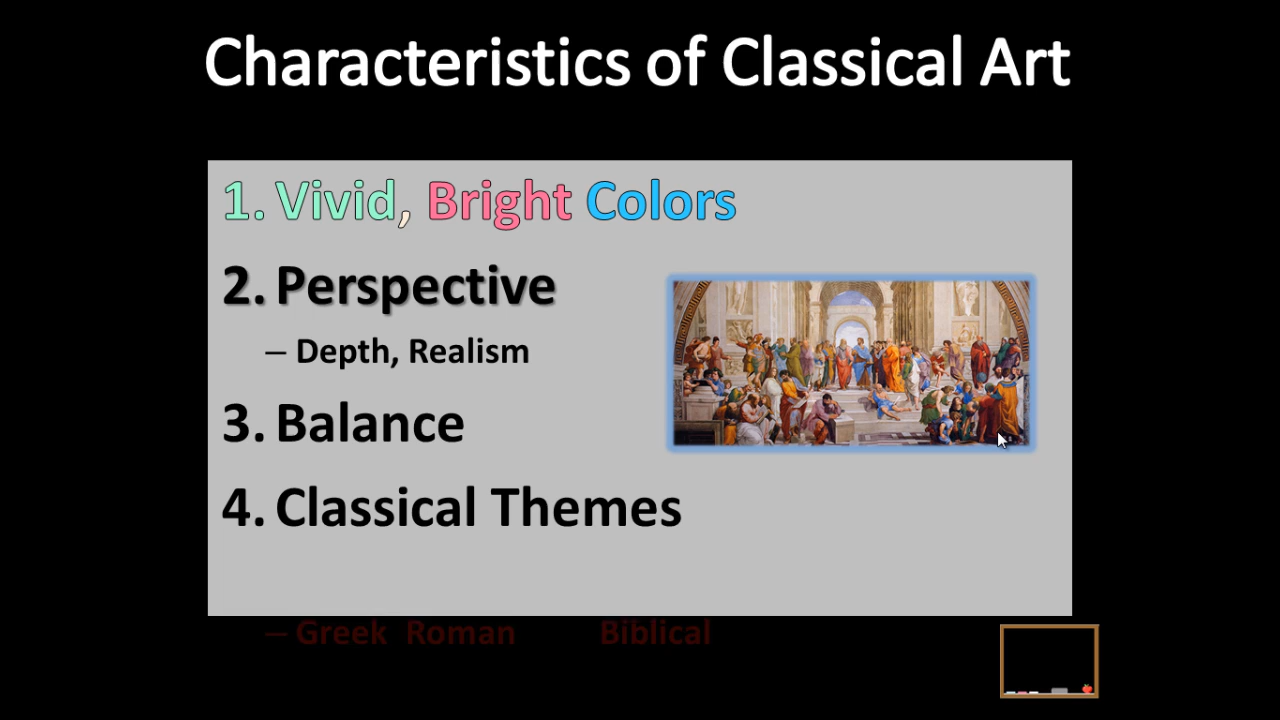 Characteristics of Classical Art
1. Vivid, Bright Colors
2. Perspective
– Depth, Realism
3. Balance
4. Classical Themes
– Greek Roman Biblical